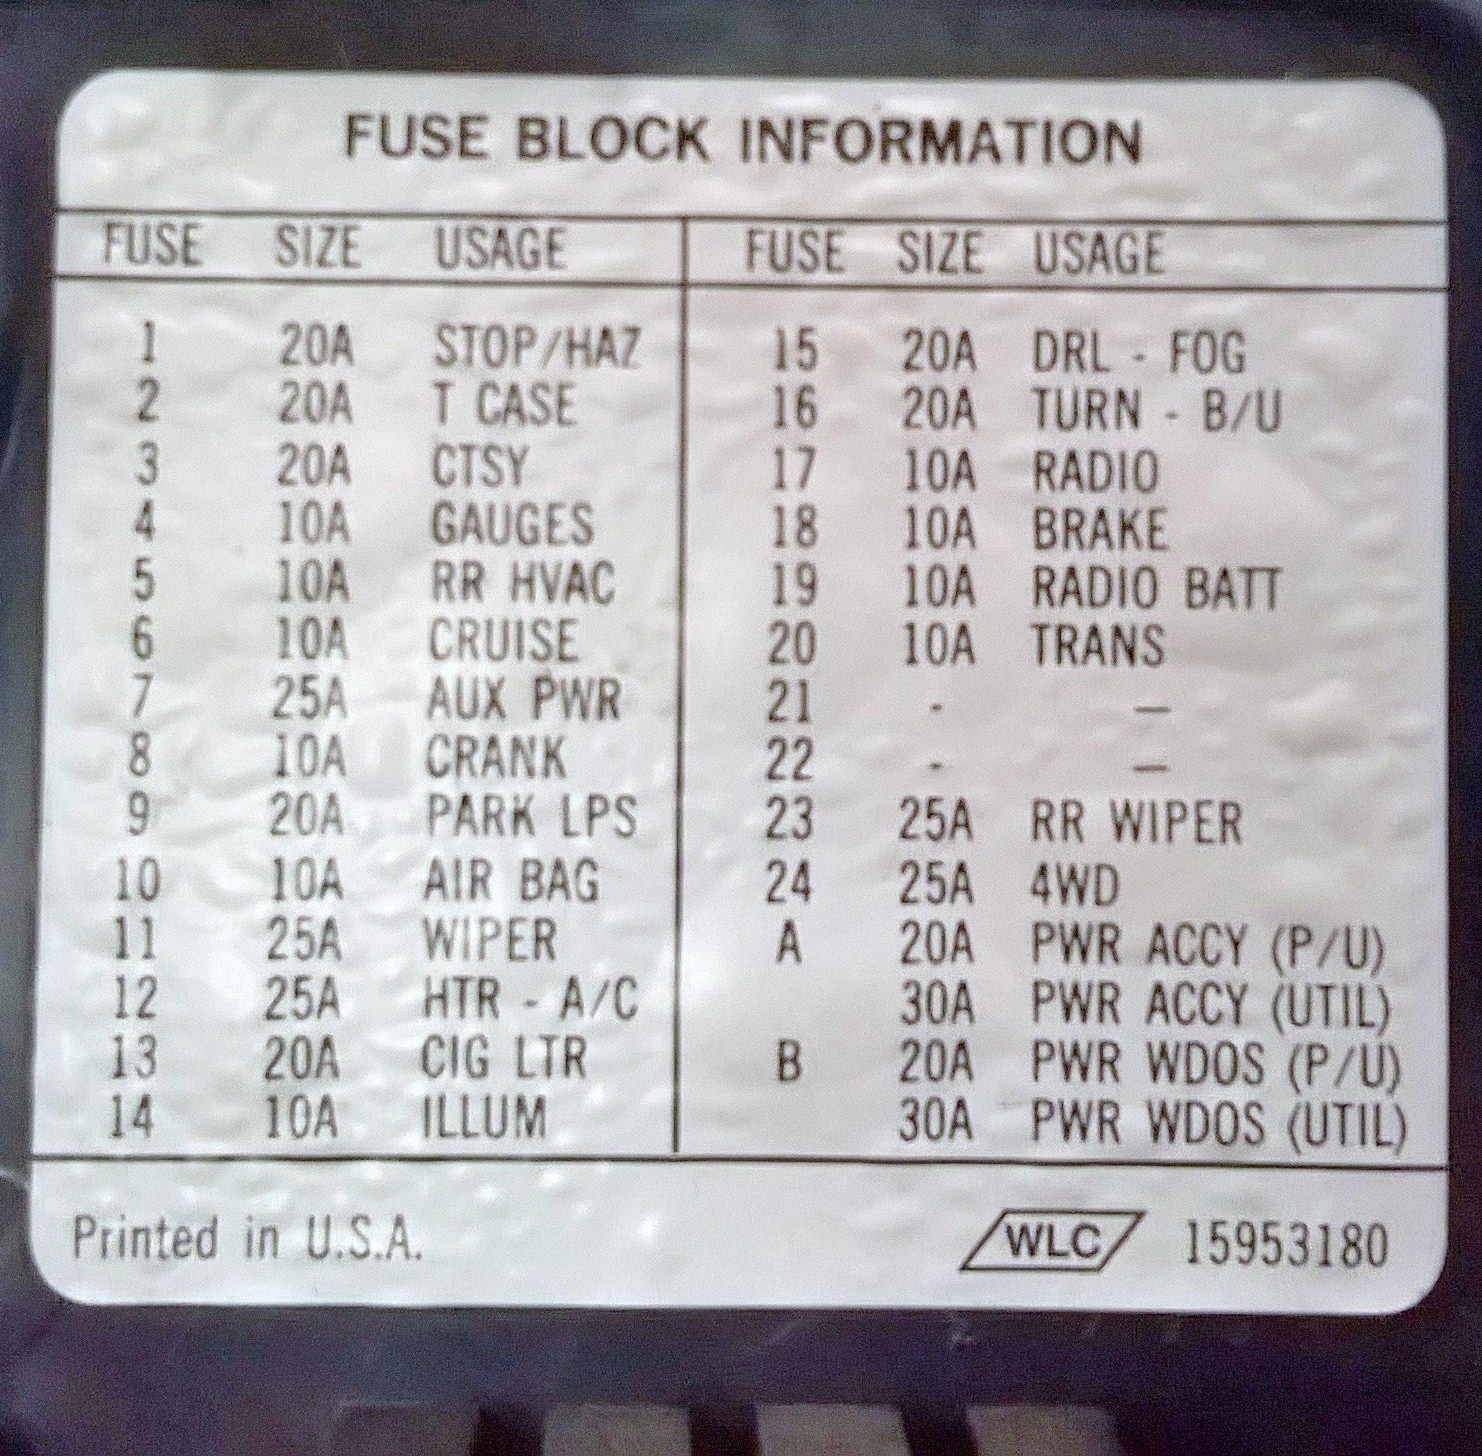 FUSE BLOCK INFORMATION
FUSE SIZE USAGE
1 20A STOP/HAZ
2 20A T CASE
3 20A CTSY
4 10A GAUGES
5 10A RR HVAC
6 10A CRUISE
7 25A AUX PWR
8 10A CRANK
9 20A PARK LPS
10 10A AIR BAG
11 25A WIPER
12 25A HTR - A/C
13 20A CIG LTR
14 10A ILLUM
FUSE SIZE USAGE
15 20A DRL - FOG
16 20A TURN - B/U
17 10A RADIO
18 10A BRAKE
19 10A RADIO BATT
20 10A TRANS
21 - —
22 - —
23 25A RR WIPER
24 25A 4WD
A 20A PWR ACCY (P/U)
30A PWR ACCY (UTIL)
B 20A PWR WDOS (P/U)
30A PWR WDOS (UTIL)
Printed in U.S.A.
WLC 15953180